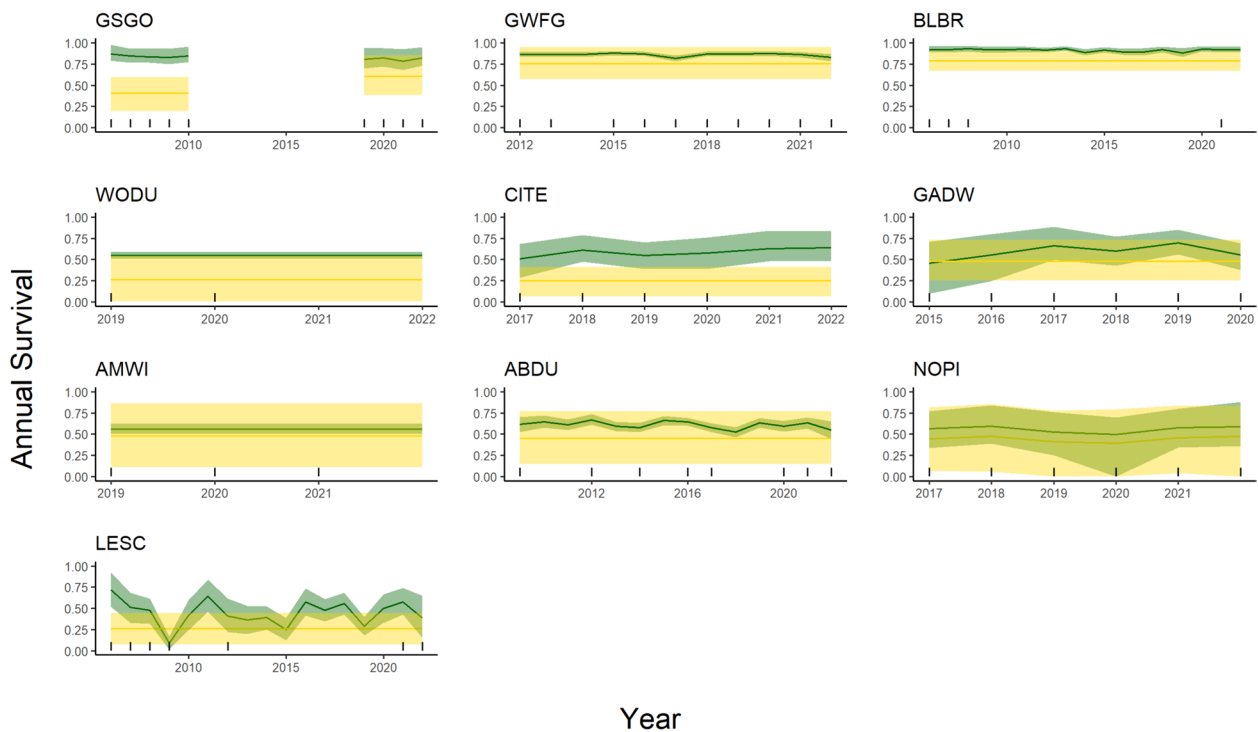 GSGO GWFG BLBR
1.00 1.00 1.00
0.75 0.75 0.75
0.50 0.50 0.50
0.25 0.25 0.25
0.00 0.00 0.00
2010 2015 2020 2012 2015 2018 2021 2010 2015 2020
WODU CITE GADW
1.00 1.00 1.00
0.75 0.75 0.75
0.50 0.50 0.50
0.25 0.25 0.25
0.00 0.00 0.00
2019 2020 2021 2022 2017 2018 2019 2020 2021 2022 2015 2016 2017 2018 2019 2020
Annual Survival
AMWI ABDU NOPI
1.00 1.00 1.00
0.75 0.75 0.75
0.50 0.50 0.50
0.25 0.25 0.25
0.00 0.00 0.00
2019 2020 2021 2012 2016 2020 2017 2018 2019 2020 2021
LESC
1.00
0.75
0.50
0.25
0.00
2010 2015 2020
Year